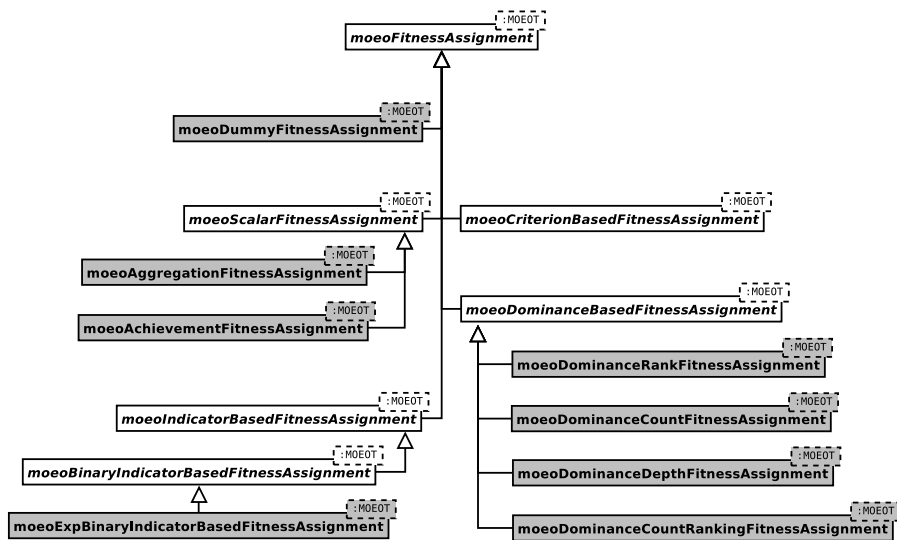 :MOEOT
moeoFitnessAssignment
:MOEOT
moeoDummyFitnessAssignment
:MOEOT
moeoScalarFitnessAssignment
:MOEOT
moeoCriterionBasedFitnessAssignment
:MOEOT
moeoAggregationFitnessAssignment
:MOEOT
moeoDominanceBasedFitnessAssignment
:MOEOT
moeoAchievementFitnessAssignment
:MOEOT
moeoDominanceRankFitnessAssignment
:MOEOT
moeoIndicatorBasedFitnessAssignment
:MOEOT
moeoDominanceCountFitnessAssignment
:MOEOT
moeoBinaryIndicatorBasedFitnessAssignment
:MOEOT
moeoDominanceDepthFitnessAssignment
:MOEOT
moeoExpBinaryIndicatorBasedFitnessAssignment
:MOEOT
moeoDominanceCountRankingFitnessAssignment